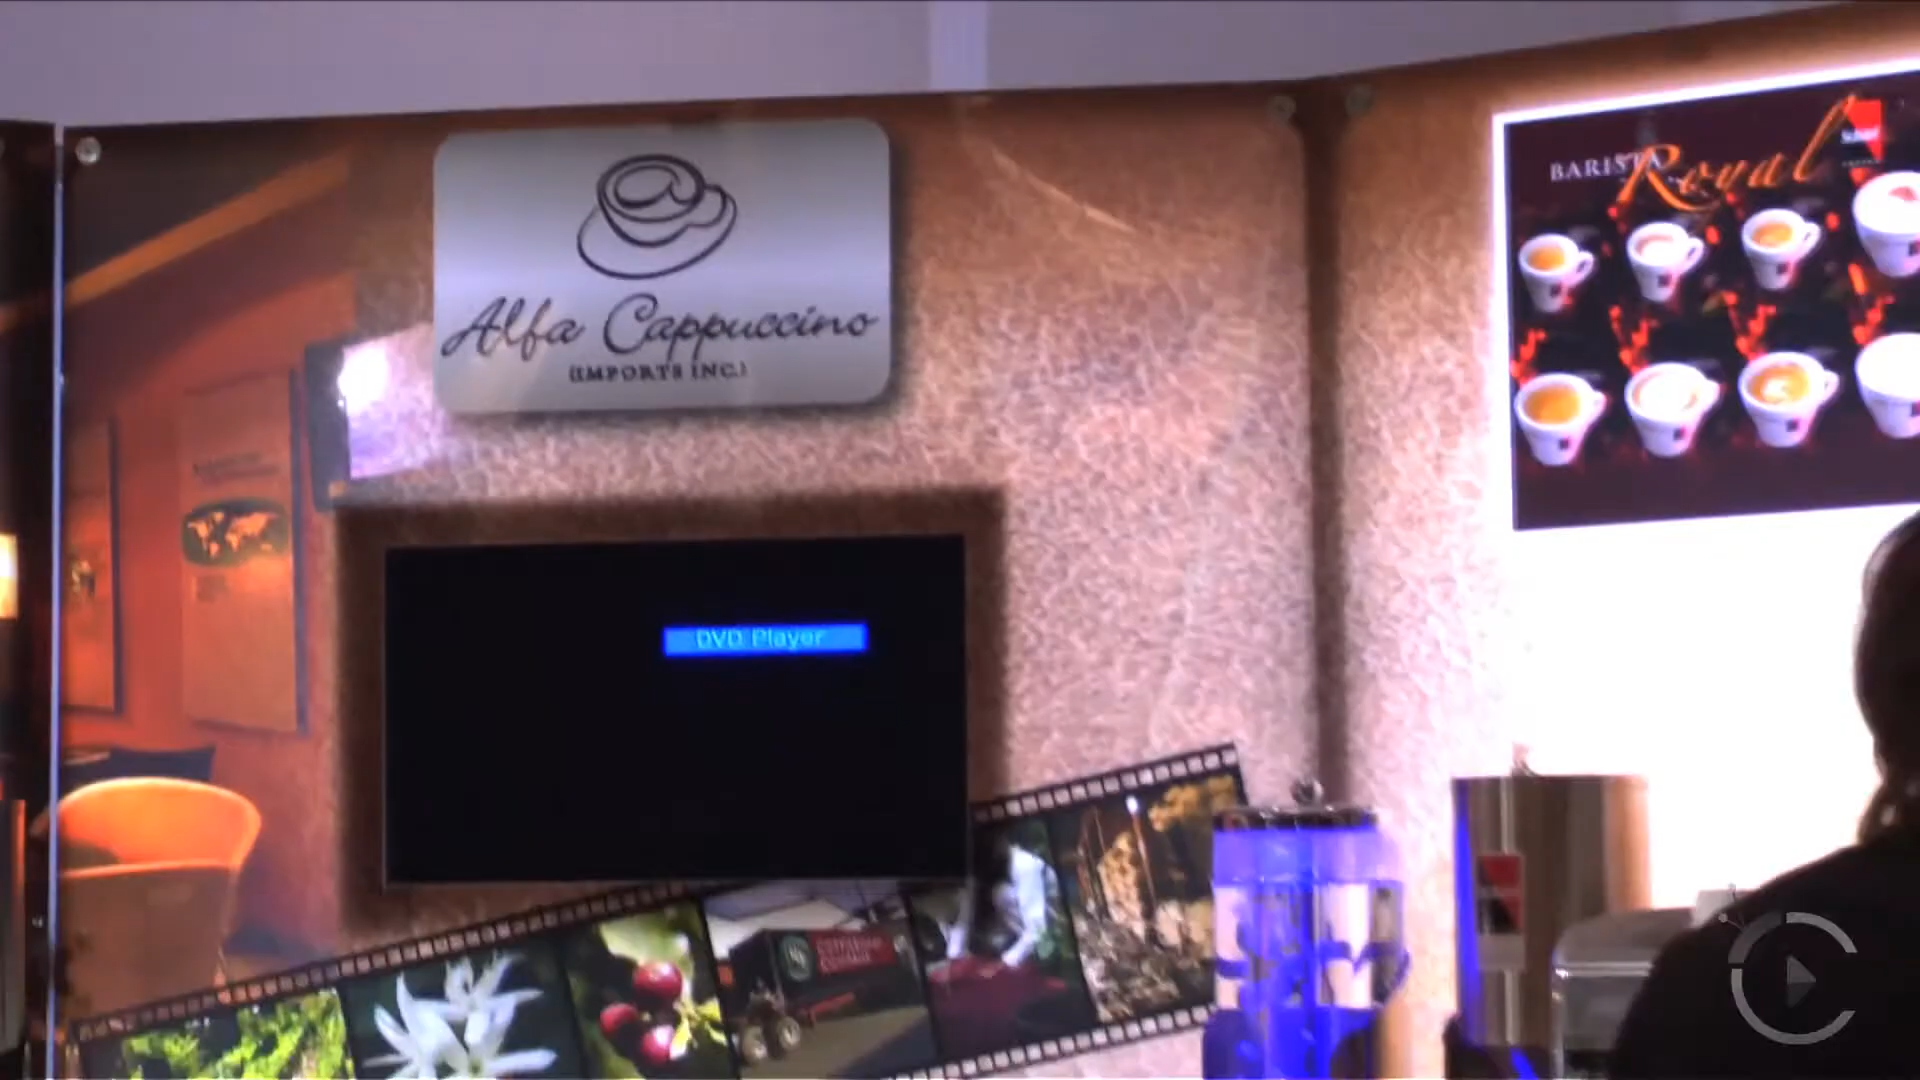 Alfa Cappuccino
(IMPORTS INC.)
BARISTA
Royal
DVD Player